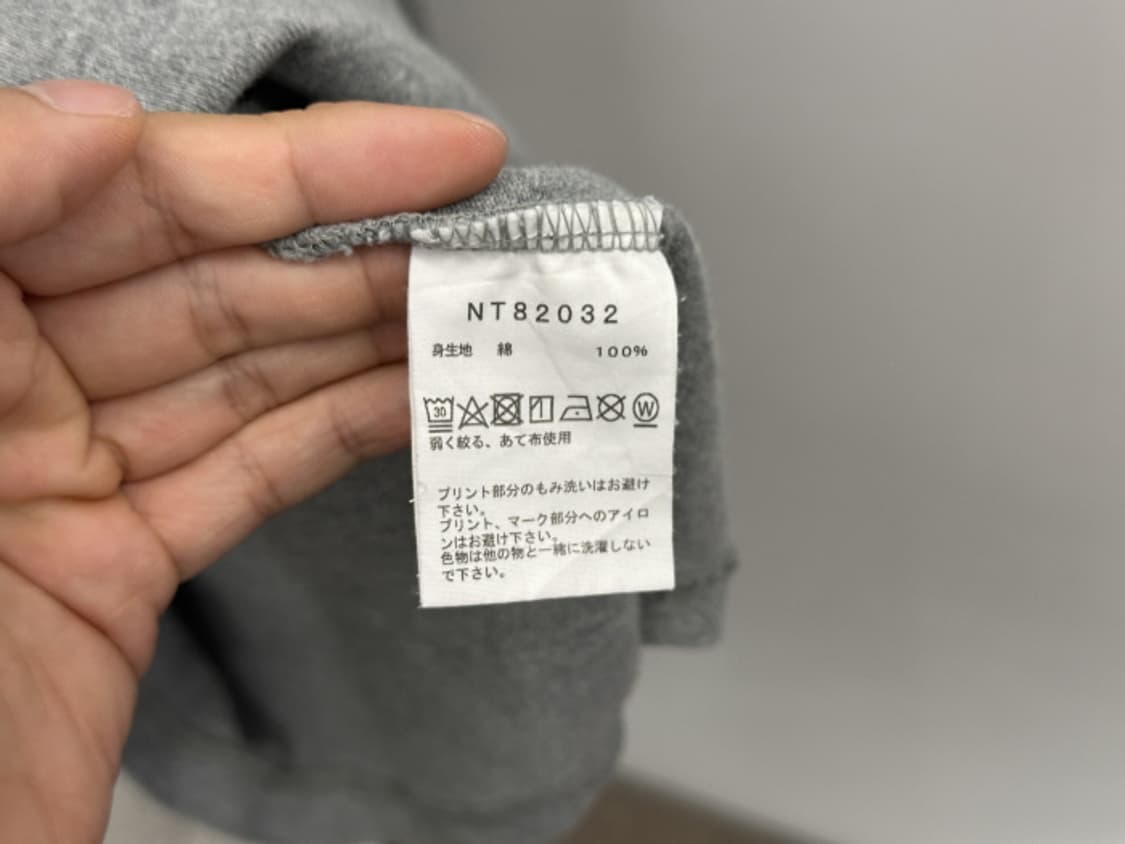 NT82032
身生地 綿 100%
30 W
弱く絞る、あて布使用
プリント部分のもみ洗いはお避け
下さい。
プリント、マーク部分へのアイロ
ンはお避け下さい。
色物は他の物と一緒に洗濯しない
で下さい。